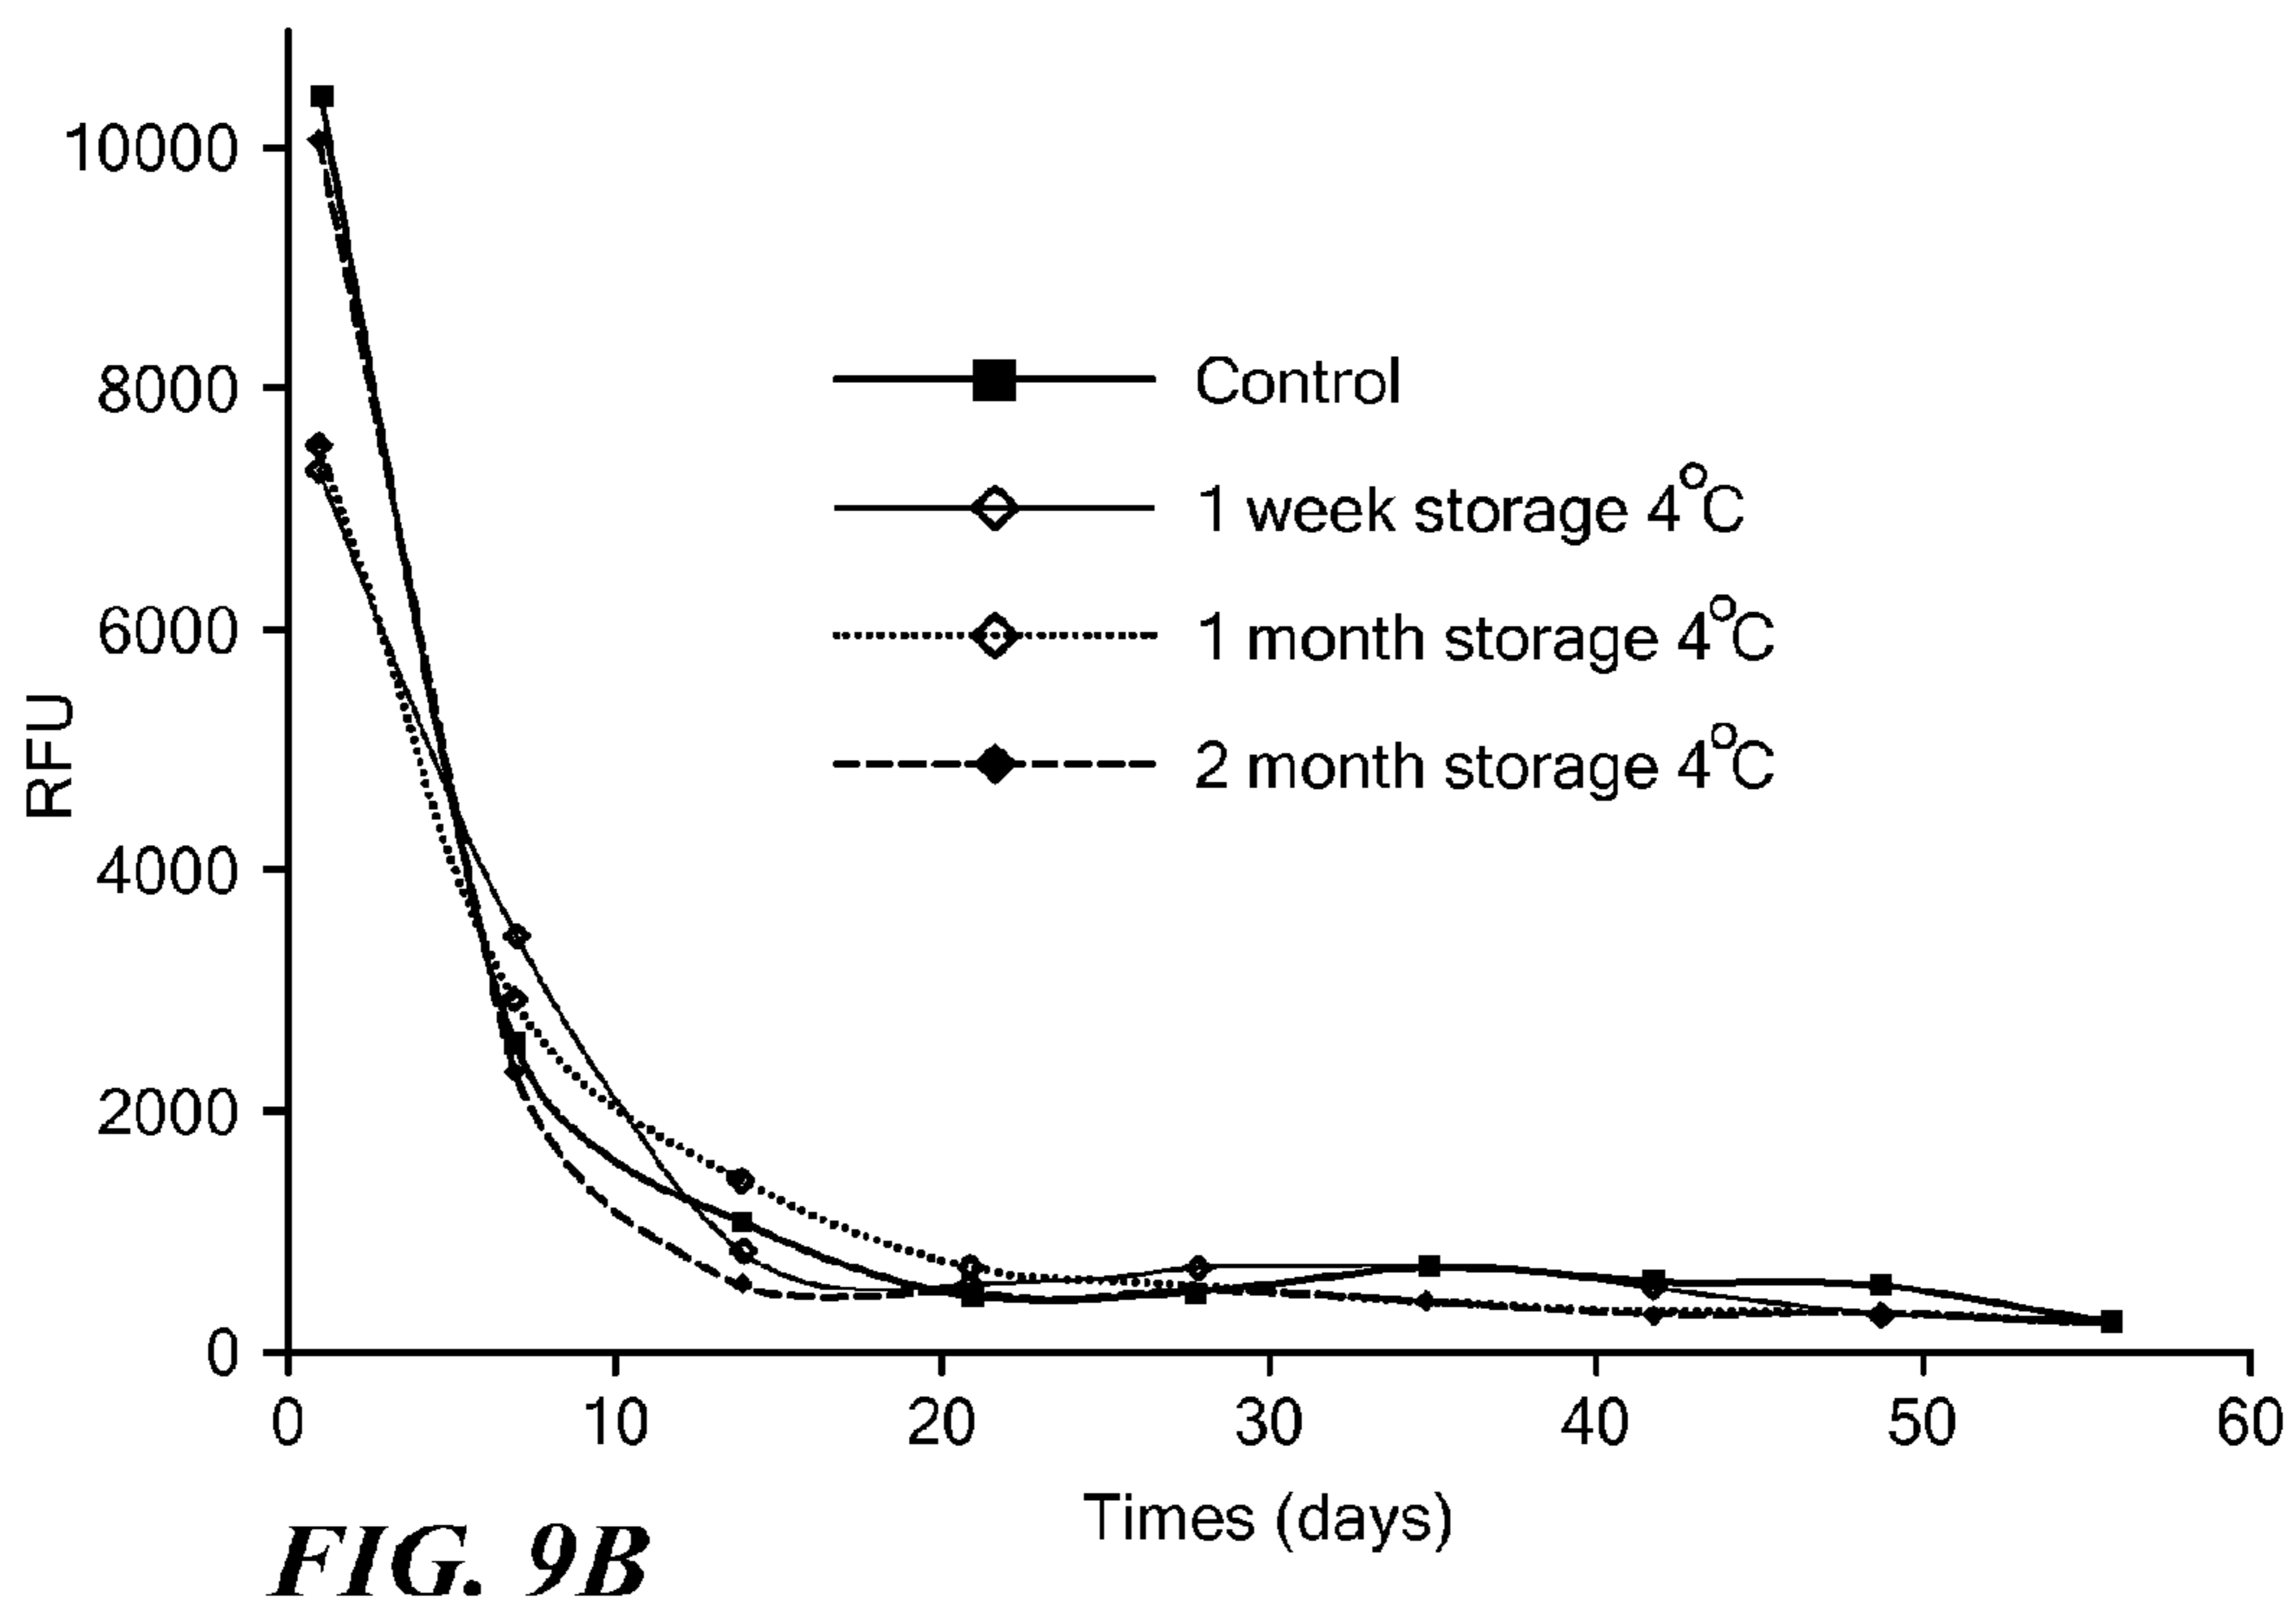 10000
8000
6000
4000
2000
0
RFU
Control
1 week storage 4°C
1 month storage 4°C
2 month storage 4°C
0 10 20 30 40 50 60
Times (days)
FIG. 9B